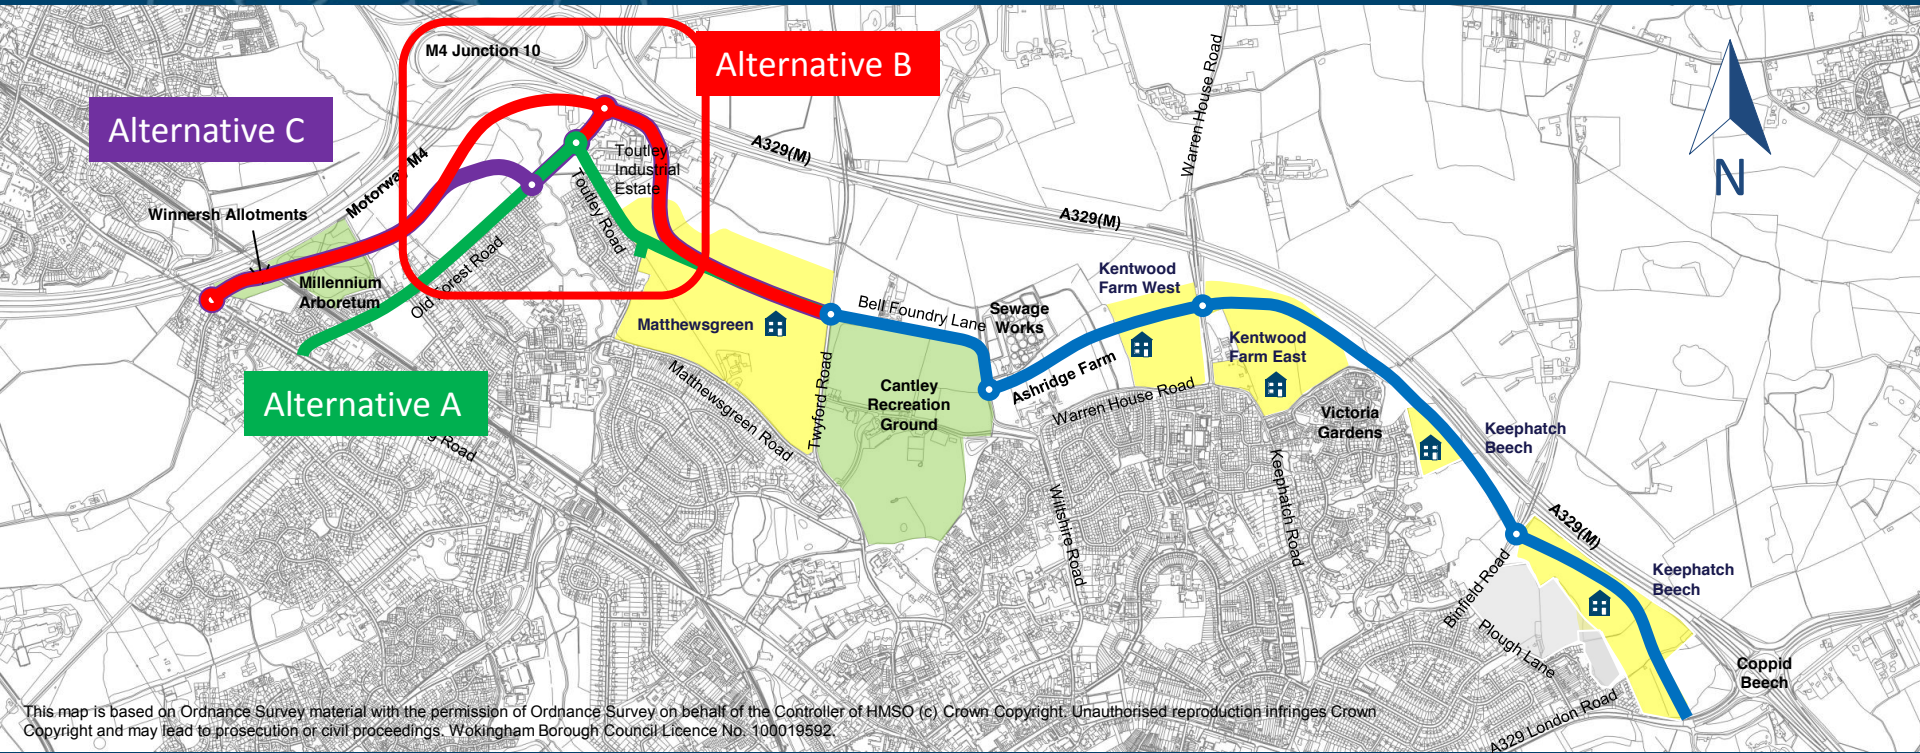 M4 Junction 10
Alternative B
Alternative C
Warren House Road
A329(M)
N
Toutley
Industrial
Estate
Motorway M4
Toutley Road
Winnersh Allotments
A329(M)
Old Forest Road
Millennium
Arboretum
Kentwood
Farm West
Bell Foundry Lane
Sewage
Works
Matthewsgreen
Kentwood
Farm East
Ashridge Farm
Twyford Road
Matthewsgreen Road
Cantley
Recreation
Ground
Warren House Road
Alternative A
Victoria
Gardens
Keephatch
Beech
g Road
Keephatch Road
Wiltshire Road
A329(M)
Binfield Road
Keephatch
Beech
Plough Lane
Coppid
Beech
A329 London Road
This map is based on Ordnance Survey material with the permission of Ordnance Survey on behalf of the Controller of HMSO (c) Crown Copyright. Unauthorised reproduction infringes Crown
Copyright and may lead to prosecution or civil proceedings. Wokingham Borough Council Licence No. 100019592.